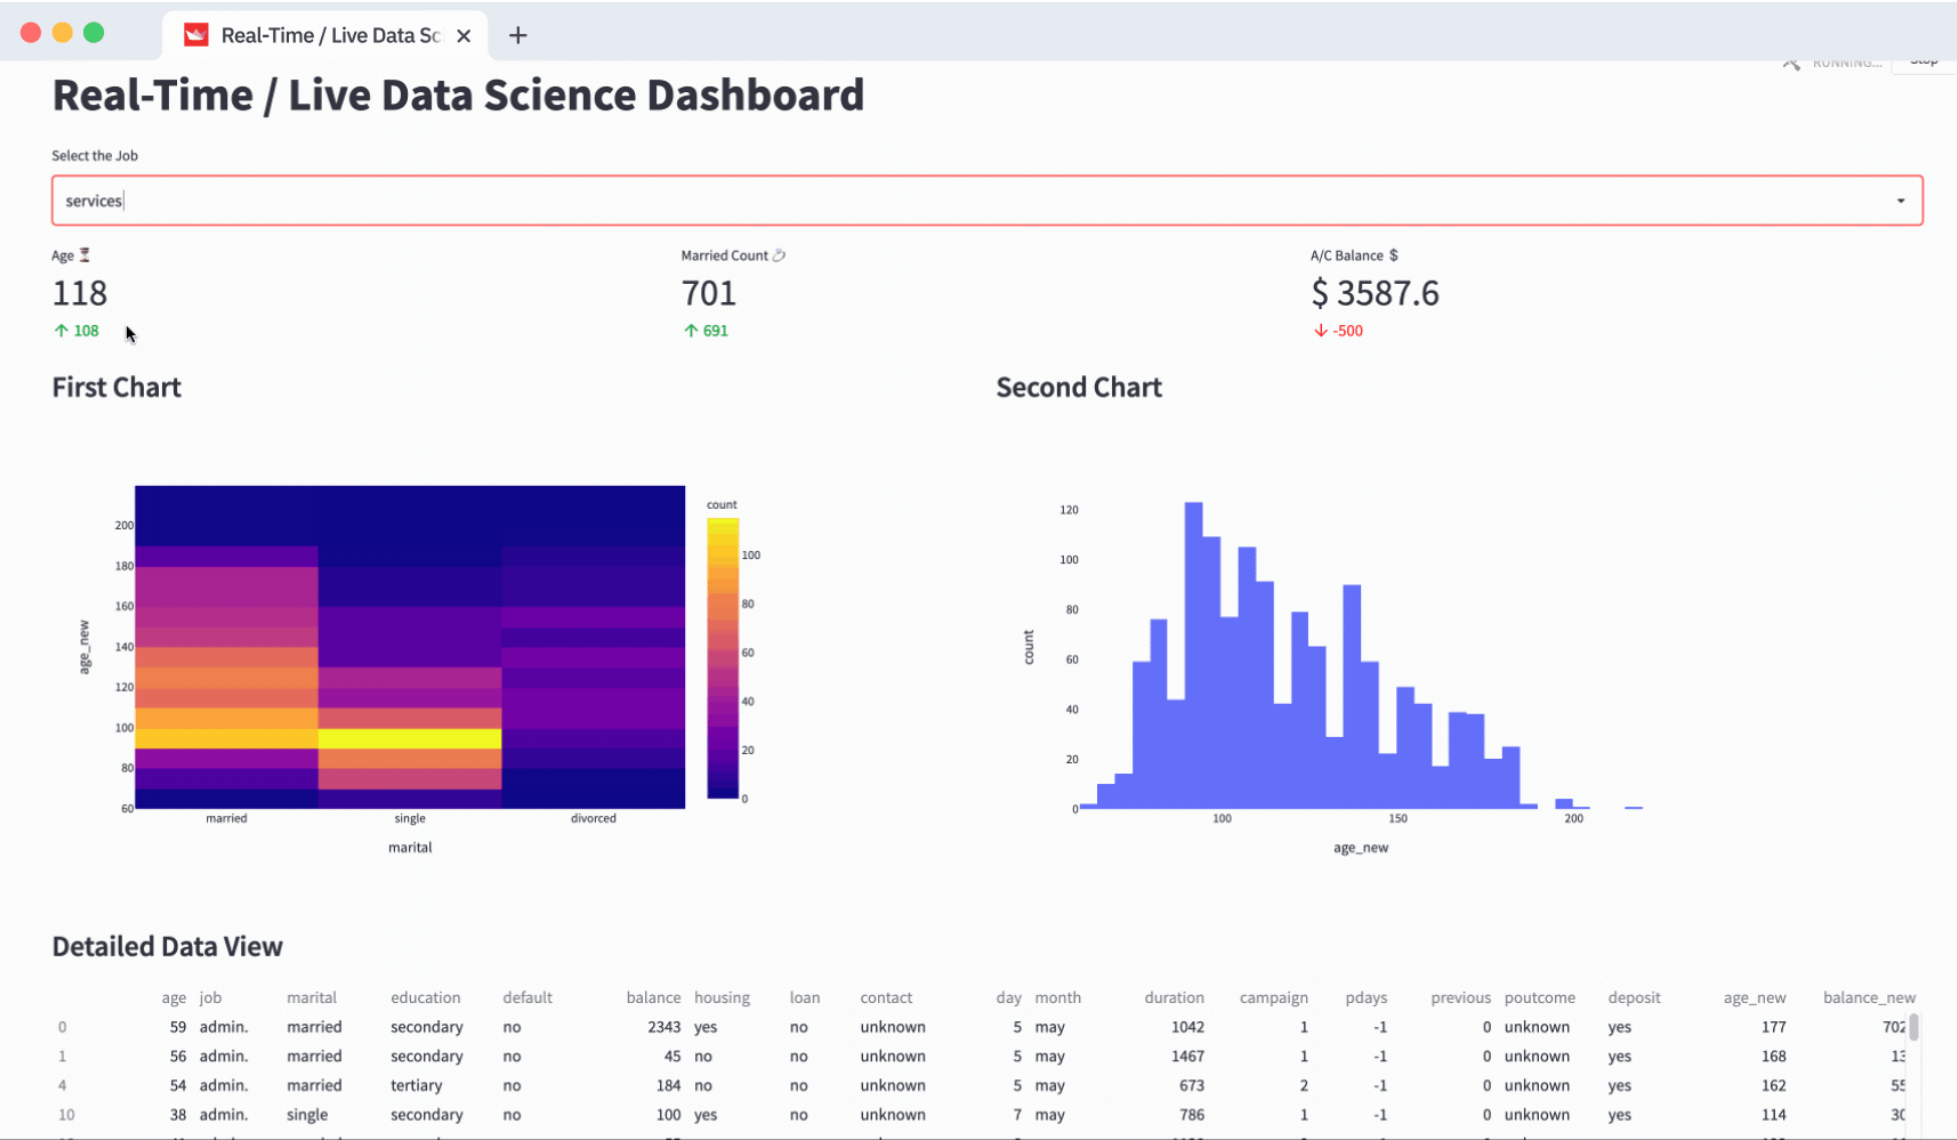 Real-Time / Live Data Sc
RUNNING... Stop
Real-Time / Live Data Science Dashboard
Select the Job
services
Age Married Count A/C Balance $
118 701 $ 3587.6
↑ 108 ↑ 691 ↓ -500
First Chart Second Chart
count
200
180
160
140
120
100
80
60
age_new
100
80
60
40
20
0
married single divorced
marital
120
100
80
60
40
20
0
count
100 150 200
age_new
Detailed Data View
age job marital education default balance housing loan contact day month duration campaign pdays previous poutcome deposit age_new balance_new
0 59 admin. married secondary no 2343 yes no unknown 5 may 1042 1 -1 0 unknown yes 177 702
1 56 admin. married secondary no 45 no no unknown 5 may 1467 1 -1 0 unknown yes 168 13
4 54 admin. married tertiary no 184 no no unknown 5 may 673 2 -1 0 unknown yes 162 55
10 38 admin. single secondary no 100 yes no unknown 7 may 786 1 -1 0 unknown yes 114 30